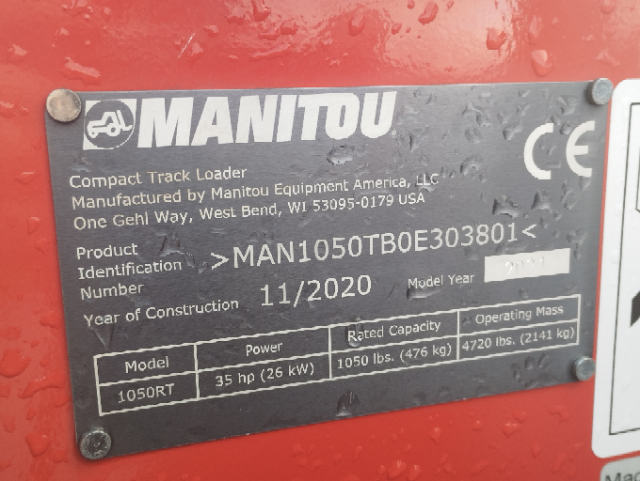 MANITOU
CE
Compact Track Loader
Manufactured by Manitou Equipment America, LLC
One Gehl Way, West Bend, WI 53095-0179 USA
Product
Identification
Number
>MAN1050TB0E303801<
Year of Construction 11/2020 Model Year
Model Power Rated Capacity Operating Mass
1050RT 35 hp (26 kW) 1050 lbs. (476 kg) 4720 lbs. (2141 kg)